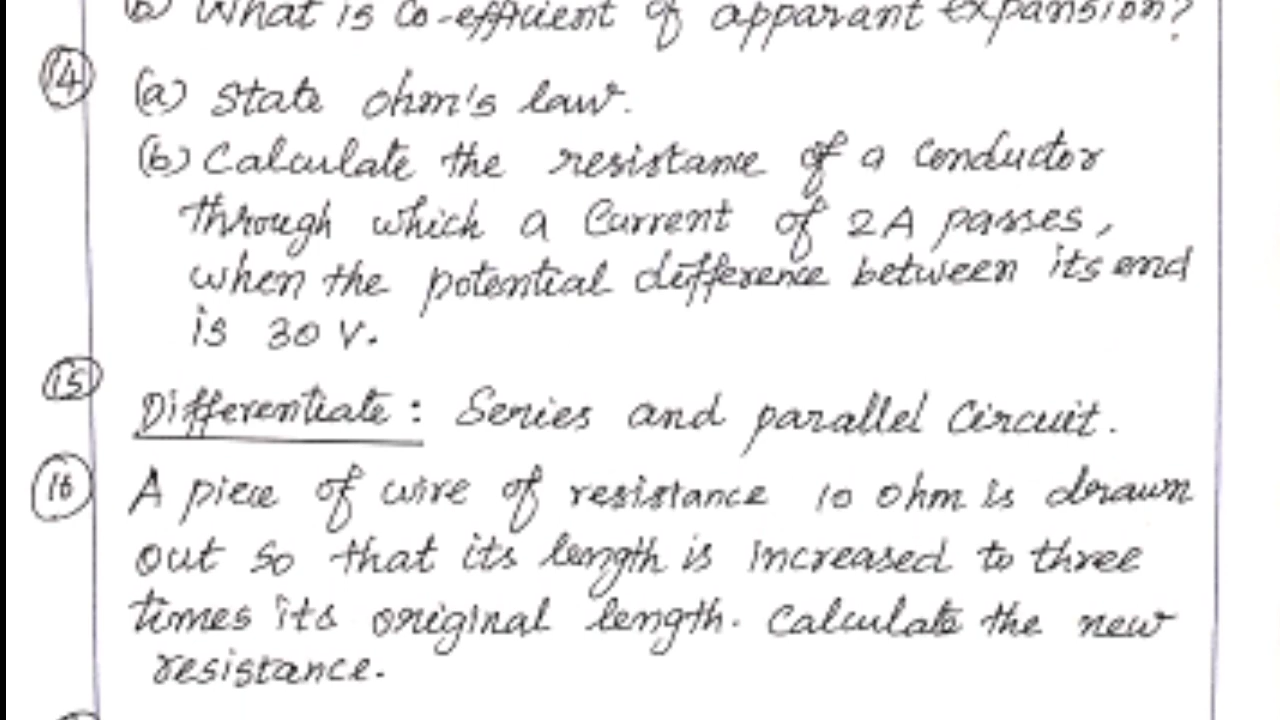 (b) What is Co-efficient of apparant expansion?
14 (a) State ohm's law.
(b) Calculate the resistance of a conductor
through which a Current of 2A passes,
when the potential difference between its end
is 30 V.
15 Differentiate : Series and parallel Circuit.
16 A piece of wire of resistance 10 Ohm is drawn
out so that its length is increased to three
times its original length. Calculate the new
resistance.